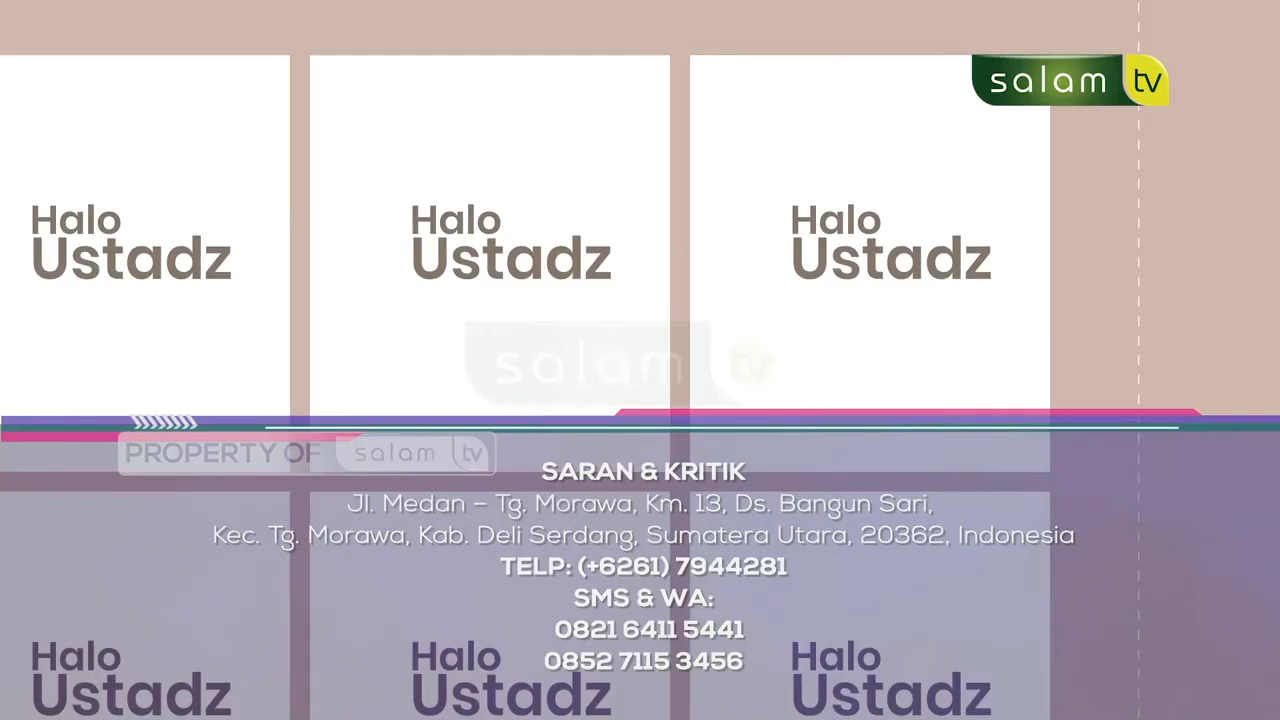 salam tv
Halo
Ustadz
Halo
Ustadz
Halo
Ustadz
salam tv
PROPERTY OF salam tv
SARAN & KRITIK
Jl. Medan – Tg. Morawa, Km. 13, Ds. Bangun Sari,
Kec. Tg. Morawa, Kab. Deli Serdang, Sumatera Utara, 20362, Indonesia
TELP: (+6261) 7944281
SMS & WA:
0821 6411 5441
0852 7115 3456
Halo
Ustadz
Halo
Ustadz
Halo
Ustadz